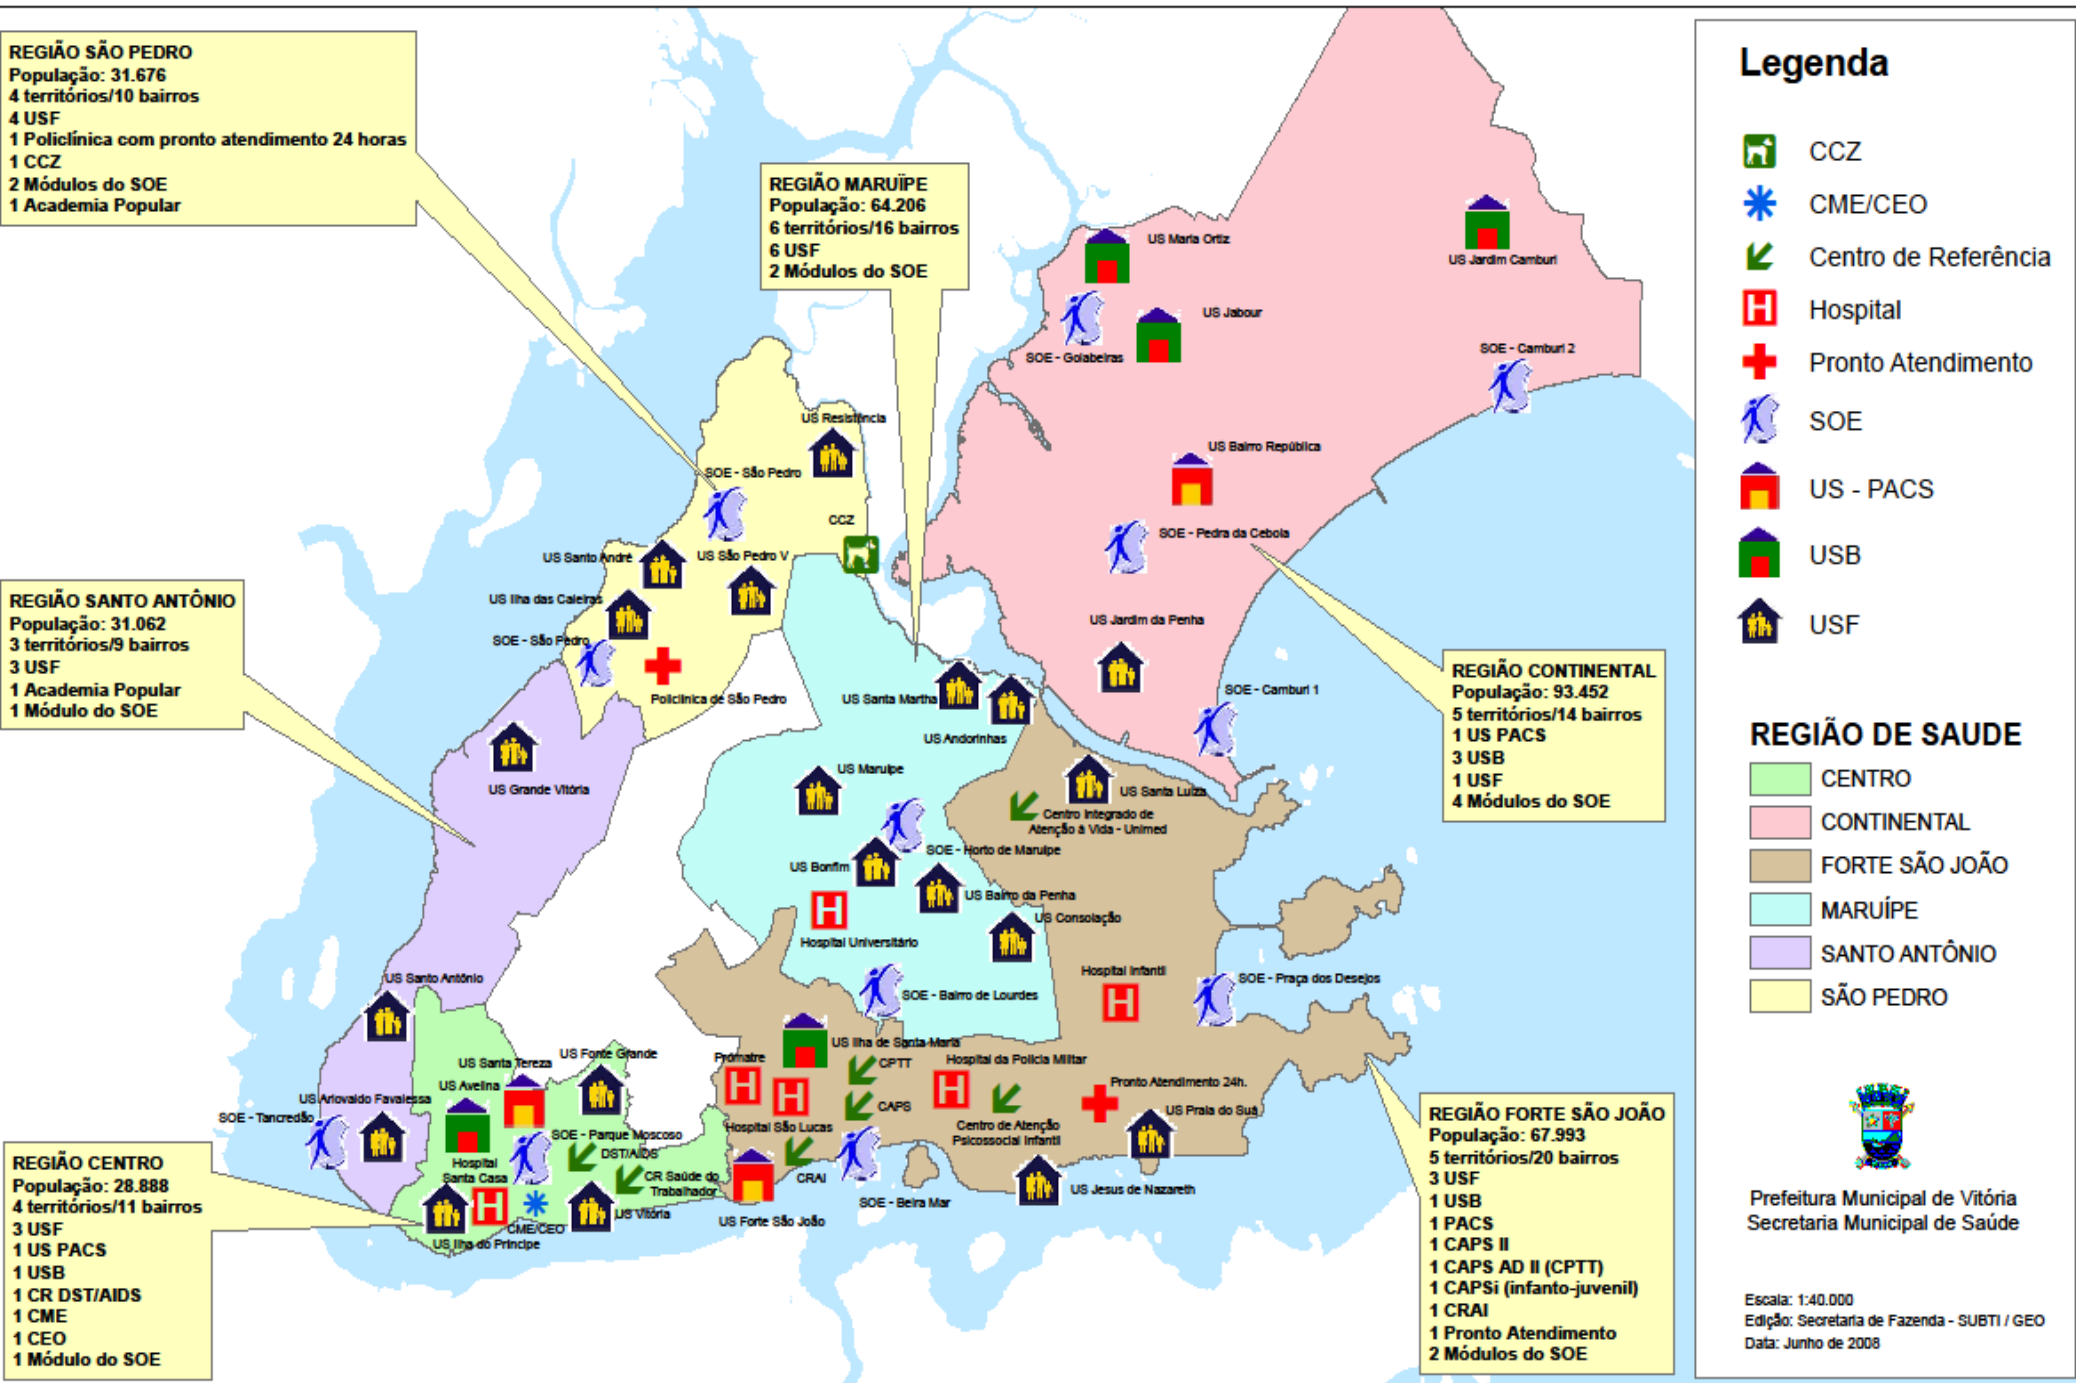 REGIÃO SÃO PEDRO
População: 31.676
4 territórios/10 bairros
4 USF
1 Policlínica com pronto atendimento 24 horas
1 CCZ
2 Módulos do SOE
1 Academia Popular
REGIÃO MARUÏPE
População: 64.206
6 territórios/16 bairros
6 USF
2 Módulos do SOE
REGIÃO SANTO ANTÔNIO
População: 31.062
3 territórios/9 bairros
3 USF
1 Academia Popular
1 Módulo do SOE
REGIÃO CONTINENTAL
População: 93.452
5 territórios/14 bairros
1 US PACS
3 USB
1 USF
4 Módulos do SOE
REGIÃO CENTRO
População: 28.888
4 territórios/11 bairros
3 USF
1 US PACS
1 USB
1 CR DST/AIDS
1 CME
1 CEO
1 Módulo do SOE
REGIÃO FORTE SÃO JOÃO
População: 67.993
5 territórios/20 bairros
3 USF
1 USB
1 PACS
1 CAPS II
1 CAPS AD II (CPTT)
1 CAPSi (infanto-juvenil)
1 CRAI
1 Pronto Atendimento
2 Módulos do SOE
US Maria Ortiz
US Jardim Camburi
US Jabour
SOE - Goiabeiras
SOE - Camburi 2
US Resistência
US Bairro República
SOE - São Pedro
CCZ
SOE - Pedra da Cebola
US Santo André
US São Pedro V
US Ilha das Caieiras
US Jardim da Penha
SOE - São Pedro
Policlinica de São Pedro
US Santa Martha
SOE - Camburi 1
US Andorinhas
US Maruipe
US Grande Vitória
US Santa Luiza
Centro Integrado de
Atenção à Vida - Unimed
SOE - Horto de Maruipe
US Bonfim
US Bairro da Penha
US Consolação
Hospital Universitário
Hospital Infantil
US Santo Antônio
SOE - Praça dos Desejos
SOE - Bairro de Lourdes
US Ilha de Santa Maria
US Santa Tereza
US Fonte Grande
Prómatre
CPTT
Hospital da Policia Militar
US Avelina
Pronto Atendimento 24h.
US Ariovaldo Favalessa
CAPS
US Praia do Suá
SOE - Tancredão
Hospital São Lucas
Centro de Atenção
Psicossocial Infantil
SOE - Parque Moscoso
DST/AIDS
Hospital
Santa Casa
CR Saúde do
Trabalhador
CRAI
US Jesus de Nazareth
SOE - Beira Mar
US Vitória
US Forte São João
CME/CEO
US Ilha do Principe
Legenda
CCZ
CME/CEO
Centro de Referência
Hospital
Pronto Atendimento
SOE
US - PACS
USB
USF
REGIÃO DE SAUDE
CENTRO
CONTINENTAL
FORTE SÃO JOÃO
MARUÍPE
SANTO ANTÔNIO
SÃO PEDRO
Prefeitura Municipal de Vitória
Secretaria Municipal de Saúde
Escala: 1:40.000
Edição: Secretaria de Fazenda - SUBTI / GEO
Data: Junho de 2008